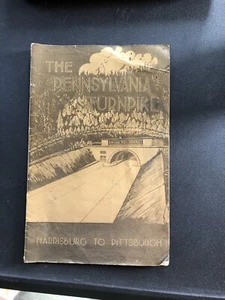 THE
PENNSYLVANIA
TURNPIKE
HARRISBURG TO PITTSBURGH